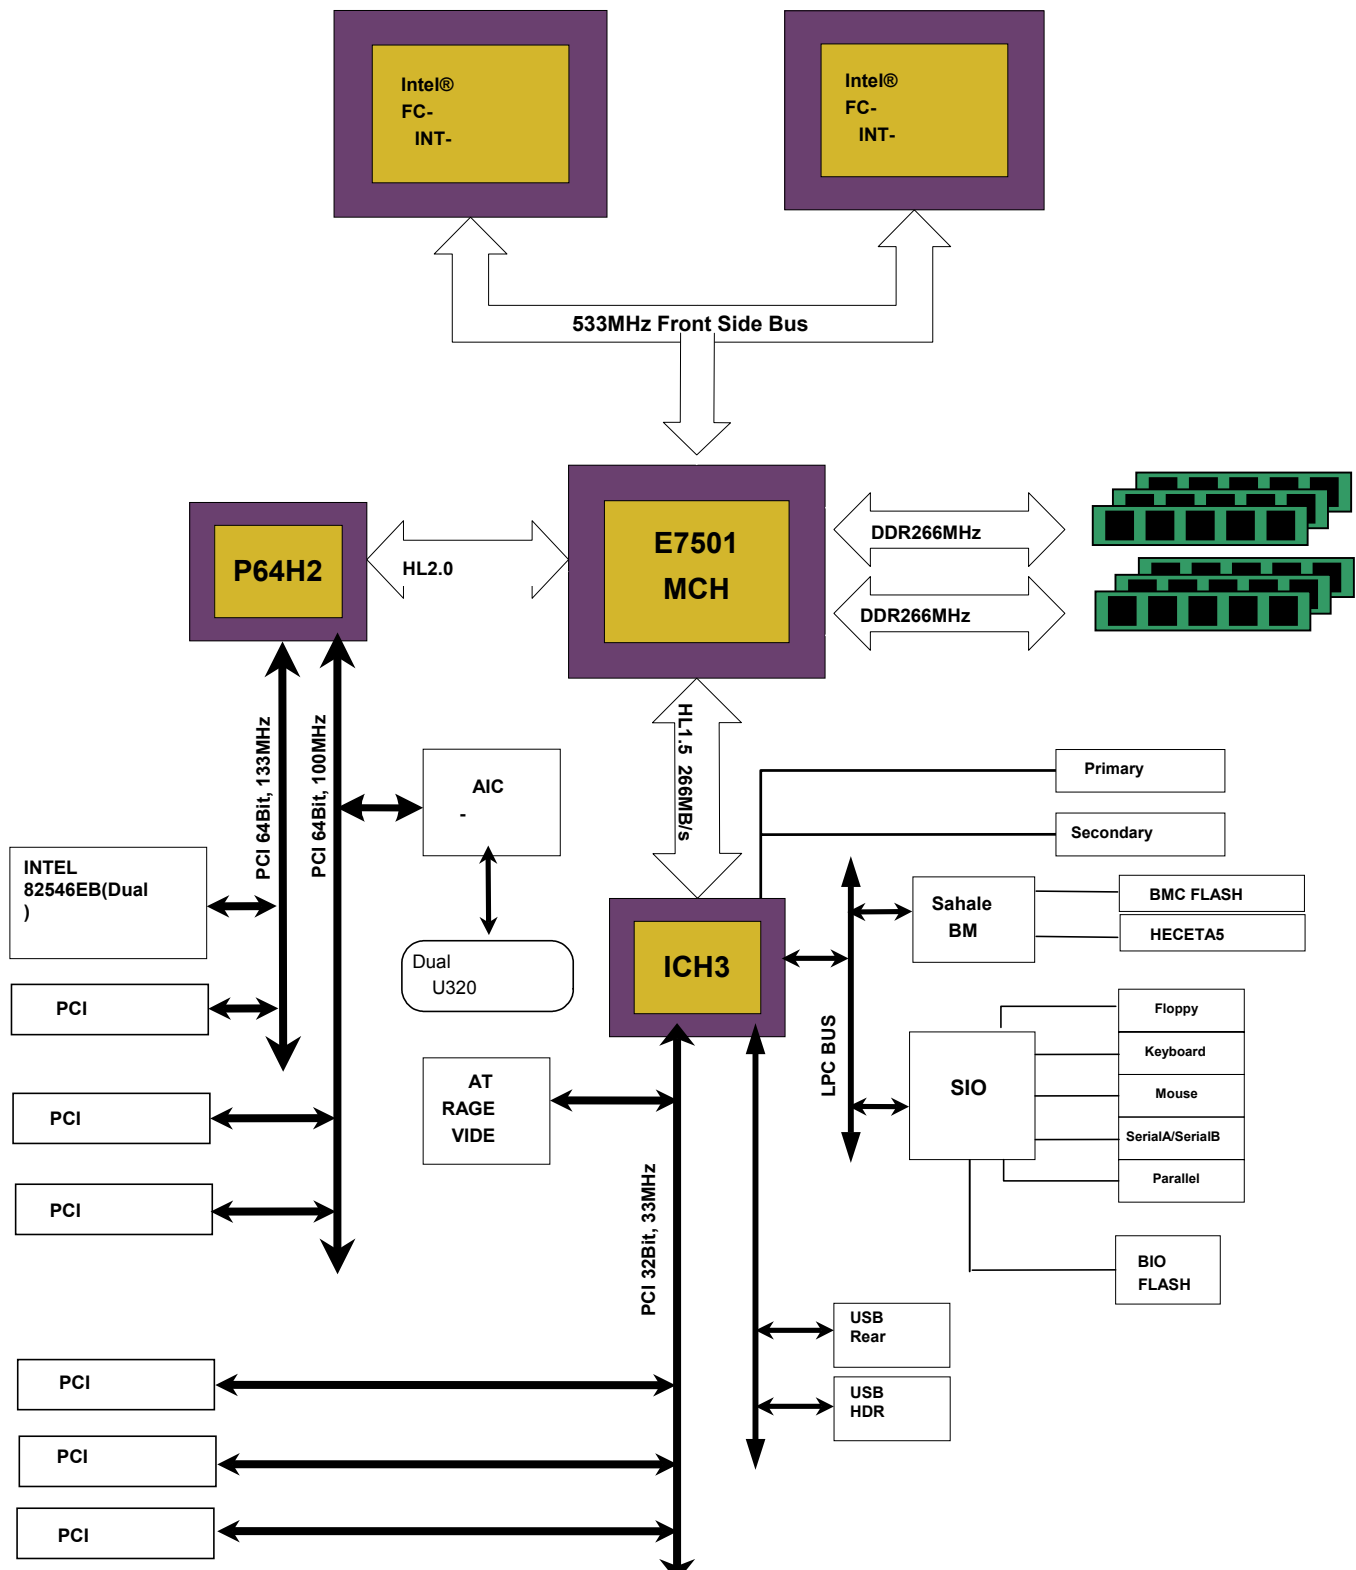 Intel®
FC-
INT-
Intel®
FC-
INT-
533MHz Front Side Bus
E7501
MCH
P64H2
HL2.0
DDR266MHz
DDR266MHz
HL1.5 266MB/s
PCI 64Bit, 133MHz
PCI 64Bit, 100MHz
AIC
-
Dual
U320
INTEL
82546EB(Dual
)
PCI
PCI
PCI
Primary
Secondary
ICH3
LPC BUS
Sahale
BM
BMC FLASH
HECETA5
SIO
Floppy
Keyboard
Mouse
SerialA/SerialB
Parallel
BIO
FLASH
AT
RAGE
VIDE
PCI 32Bit, 33MHz
USB
Rear
USB
HDR
PCI
PCI
PCI